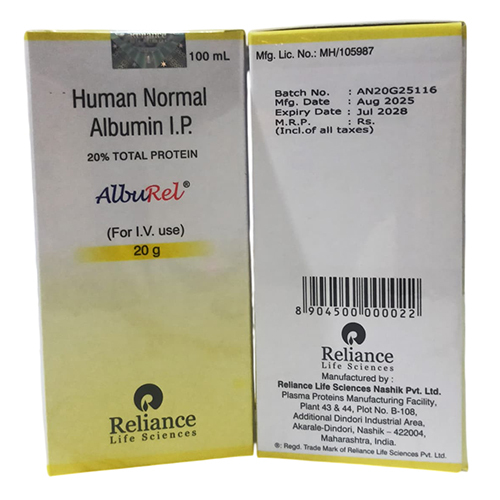 Reliance
100 mL
Human Normal
Albumin I.P.
20% TOTAL PROTEIN
AlbuRel®
(For I.V. use)
20 g
Reliance
Life Sciences
Mfg. Lic. No.: MH/105987
Batch No. : AN20G25116
Mfg. Date : Aug 2025
Expiry Date : Jul 2028
M.R.P. : Rs.
(Incl.of all taxes)
8 904500 000022
Reliance
Life Sciences
Manufactured by :
Reliance Life Sciences Nashik Pvt. Ltd.
Plasma Proteins Manufacturing Facility,
Plant 43 & 44, Plot No. B-108,
Additional Dindori Industrial Area,
Akarale-Dindori, Nashik – 422004,
Maharashtra, India.
®: Regd. Trade Mark of Reliance Life Sciences Pvt. Ltd.